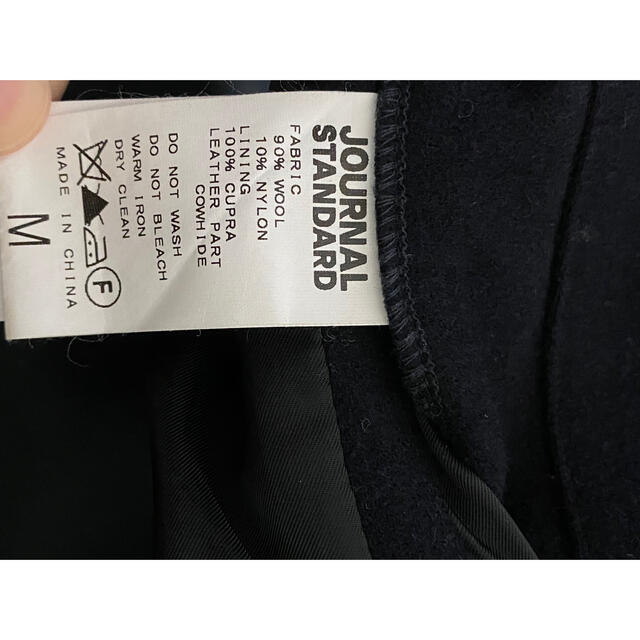 JOURNAL
STANDARD
FABRIC
90% WOOL
10% NYLON
LINING
100% CUPRA
LEATHER PART
COWHIDE
DO NOT WASH
DO NOT BLEACH
WARM IRON
DRY CLEAN
F
MADE IN CHINA
M